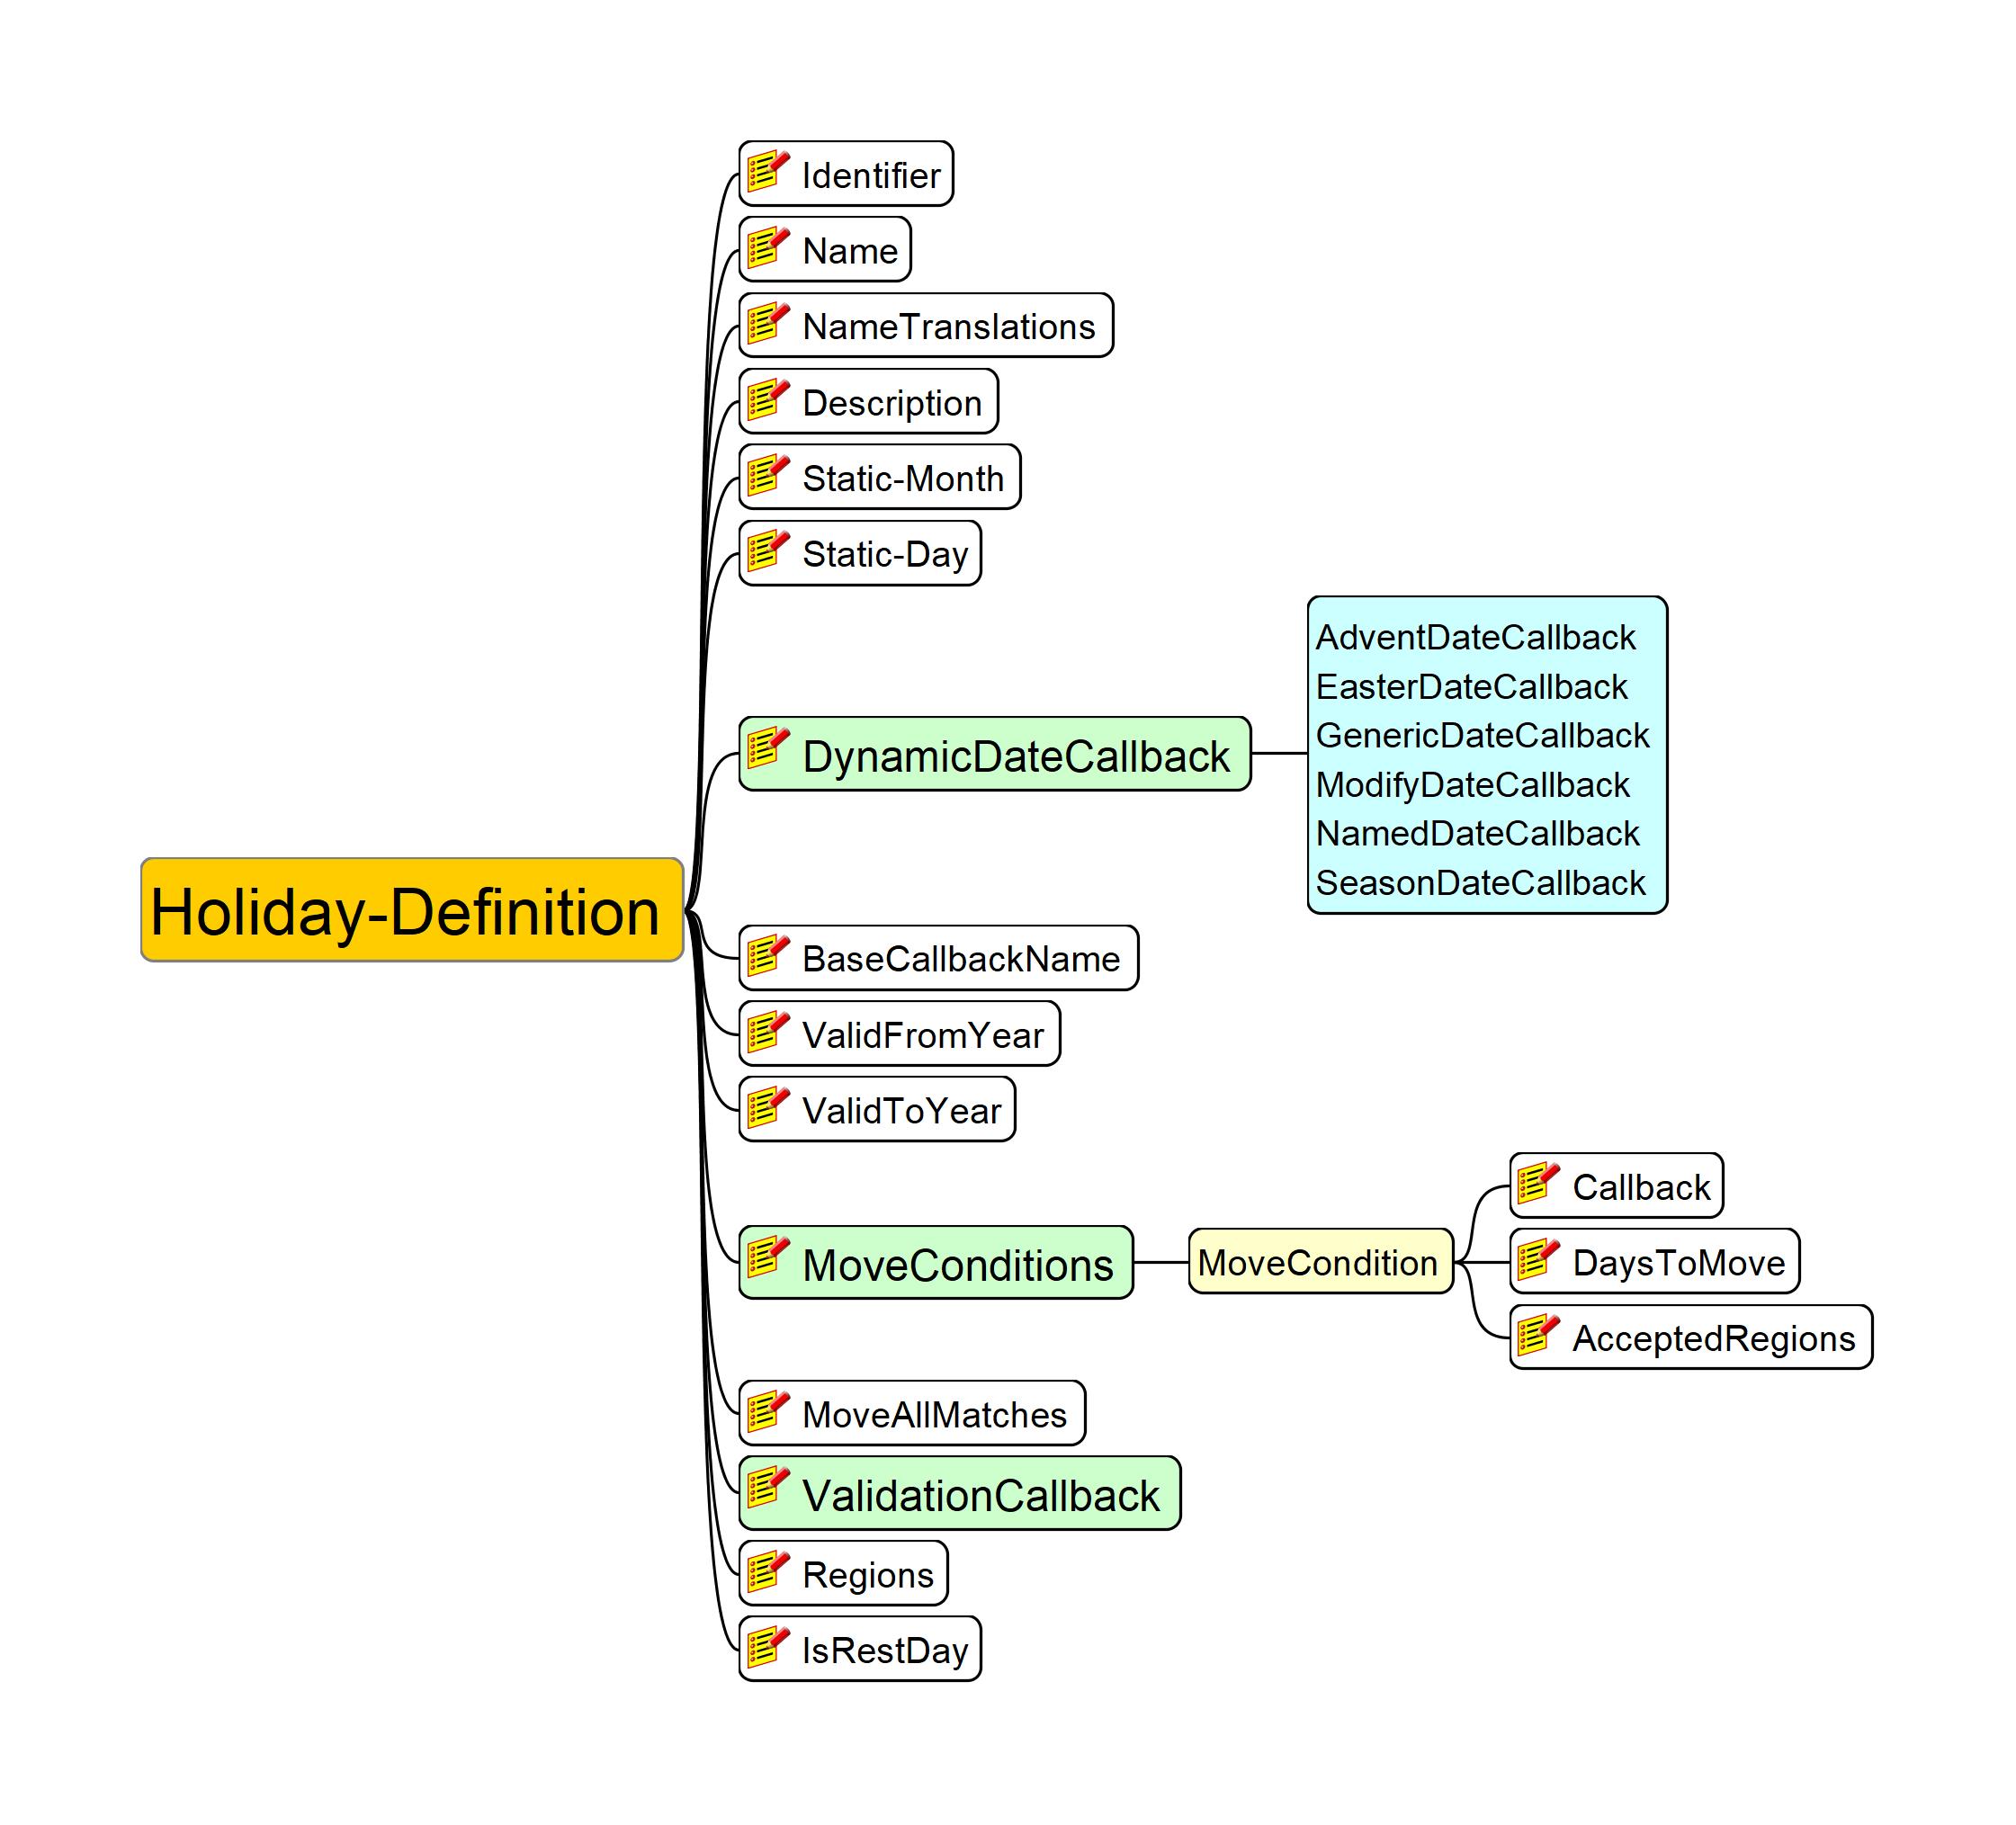 Identifier
Name
NameTranslations
Description
Static-Month
Static-Day
AdventDateCallback
EasterDateCallback
GenericDateCallback
DynamicDateCallback
ModifyDateCallback
NamedDateCallback
SeasonDateCallback
Holiday-Definition
BaseCallbackName
ValidFromYear
ValidToYear
Callback
MoveConditions
MoveCondition
DaysToMove
AcceptedRegions
MoveAllMatches
ValidationCallback
Regions
IsRestDay